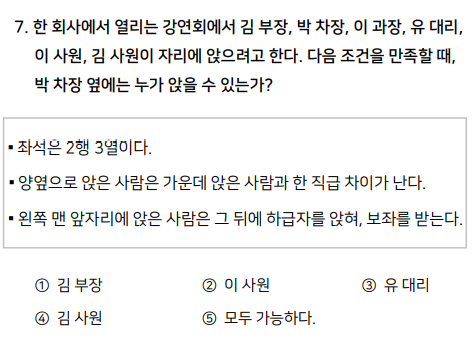 7. 한 회사에서 열리는 강연회에서 김 부장, 박 차장, 이 과장, 유 대리,
이 사원, 김 사원이 자리에 앉으려고 한다. 다음 조건을 만족할 때,
박 차장 옆에는 누가 앉을 수 있는가?
▪ 좌석은 2행 3열이다.
▪ 양옆으로 앉은 사람은 가운데 앉은 사람과 한 직급 차이가 난다.
▪ 왼쪽 맨 앞자리에 앉은 사람은 그 뒤에 하급자를 앉혀, 보좌를 받는다.
① 김 부장 ② 이 사원 ③ 유 대리
④ 김 사원 ⑤ 모두 가능하다.